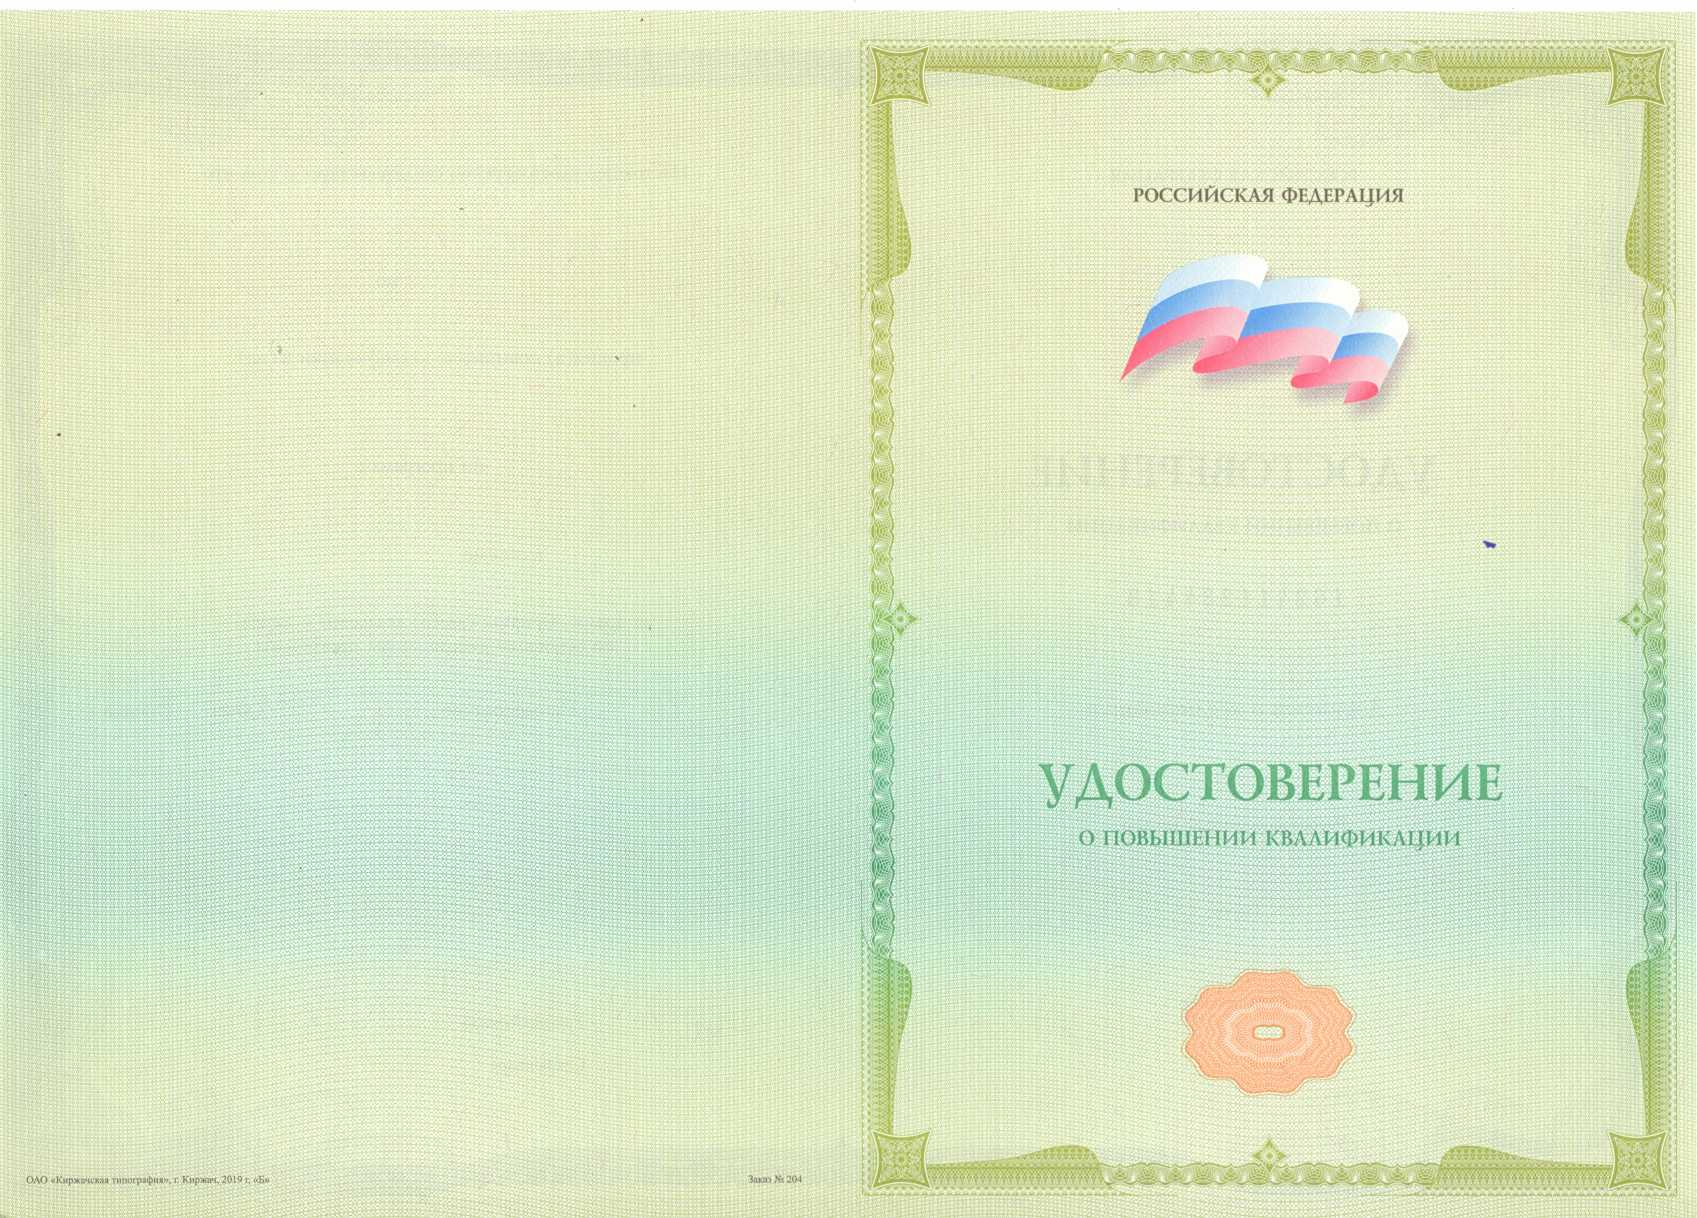 РОССИЙСКАЯ ФЕДЕРАЦИЯ
УДОСТОВЕРЕНИЕ
О ПОВЫШЕНИИ КВАЛИФИКАЦИИ
ОАО «Киржачская типография», г. Киржач, 2019 г, «Б»
Заказ № 204